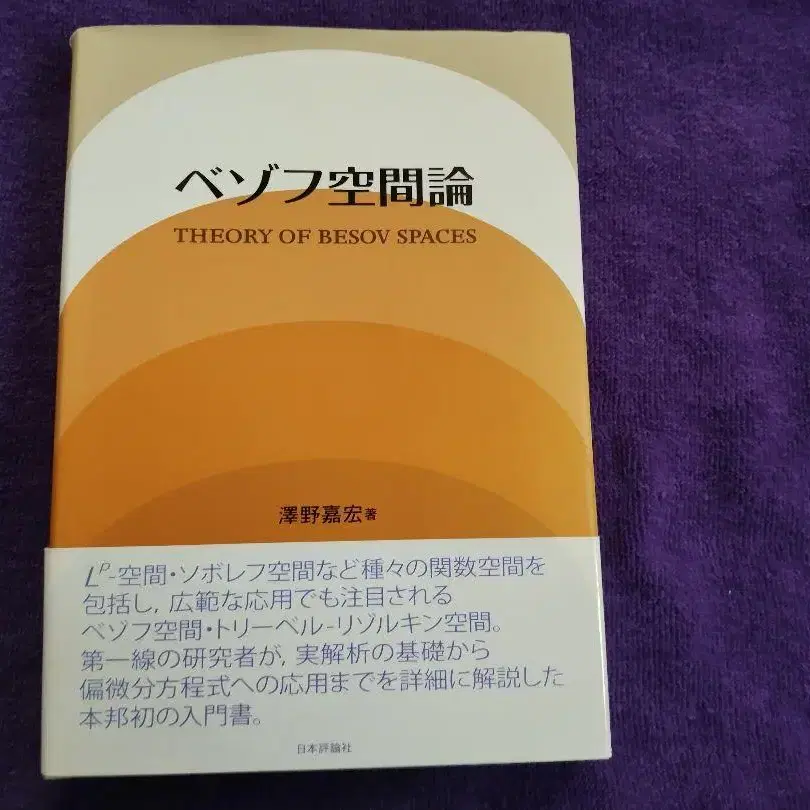 ベゾフ空間論
THEORY OF BESOV SPACES
澤野嘉宏 著
Lᴾ-空間・ソボレフ空間など種々の関数空間を
包括し, 広範な応用でも注目される
ベゾフ空間・トリーベル-リゾルキン空間。
第一線の研究者が, 実解析の基礎から
偏微分方程式への応用までを詳細に解説した
本邦初の入門書。
日本評論社